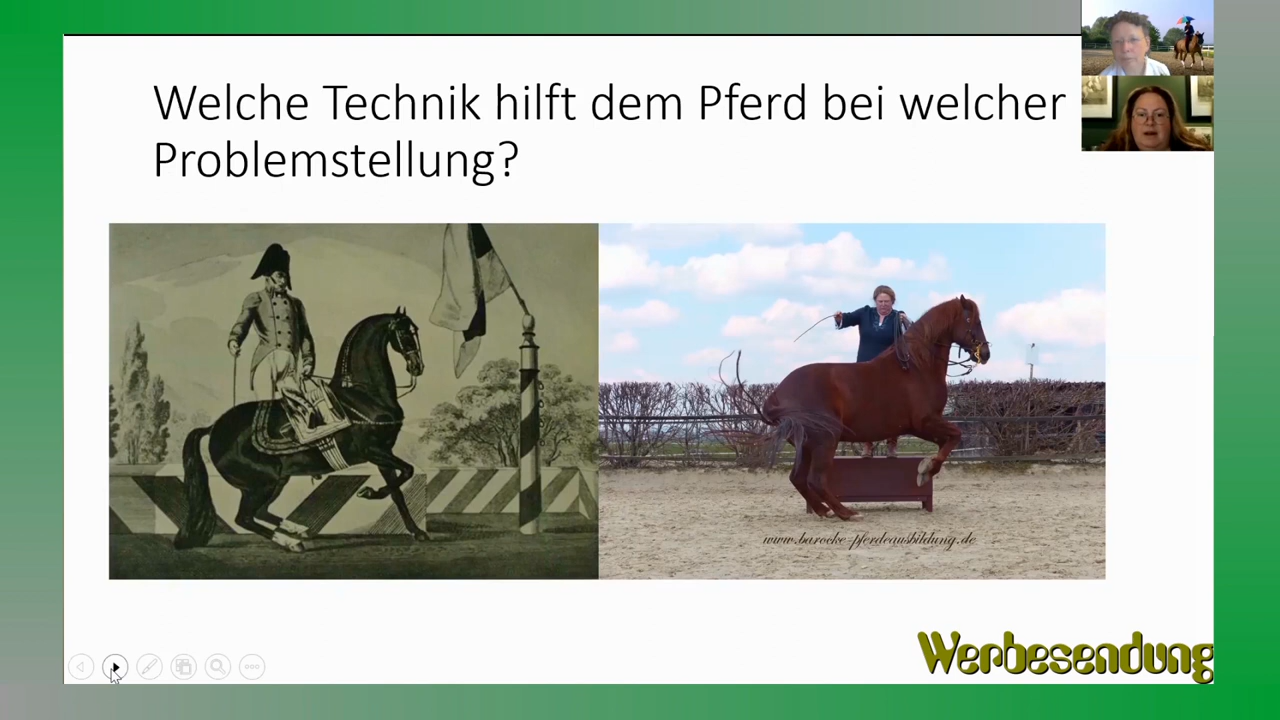 Welche Technik hilft dem Pferd bei welcher
Problemstellung?
www.barocke-pferdeausbildung.de
Werbesendung